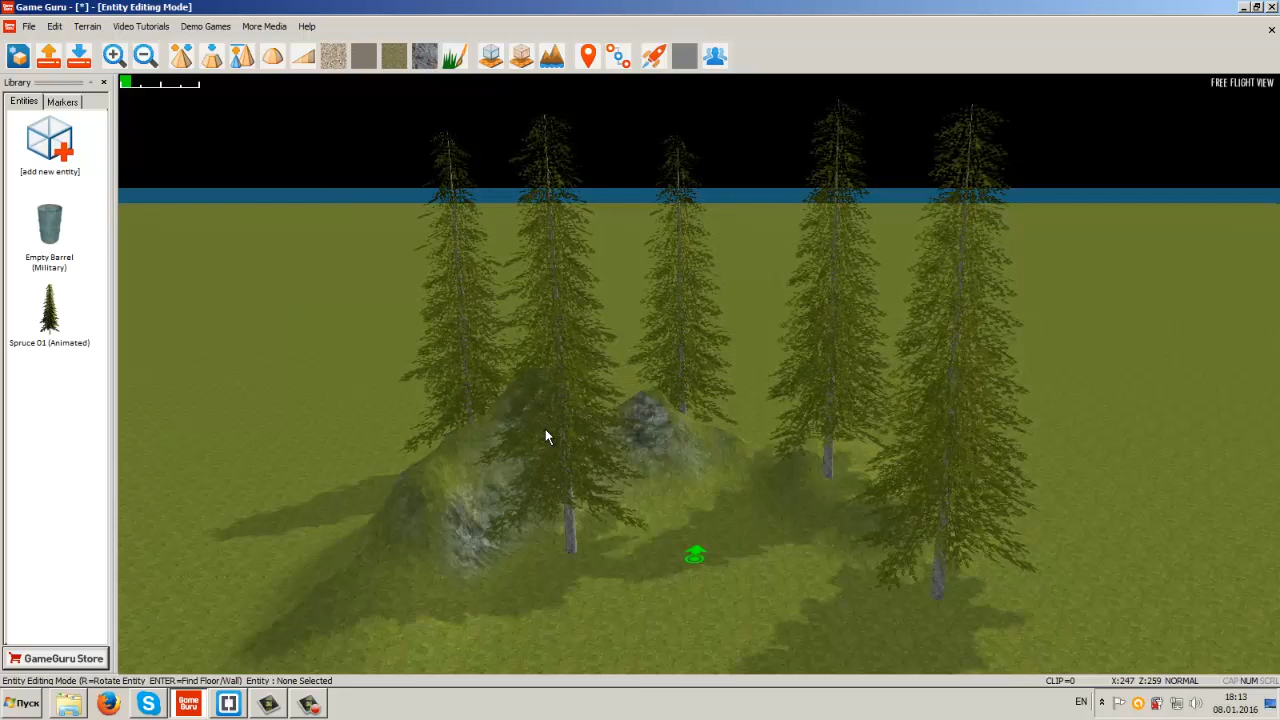 Game Guru - [*] - [Entity Editing Mode]
File Edit Terrain Video Tutorials Demo Games More Media Help
Library
Entities Markers
FREE FLIGHT VIEW
[add new entity]
Empty Barrel
(Military)
Spruce 01 (Animated)
GameGuru Store
Entity Editing Mode (R=Rotate Entity ENTER=Find Floor/Wall) Entity : None Selected CLIP=0 X:247 Z:259 NORMAL CAP NUM SCRL
Пуск GAME GURU EN 18:13
08.01.2016